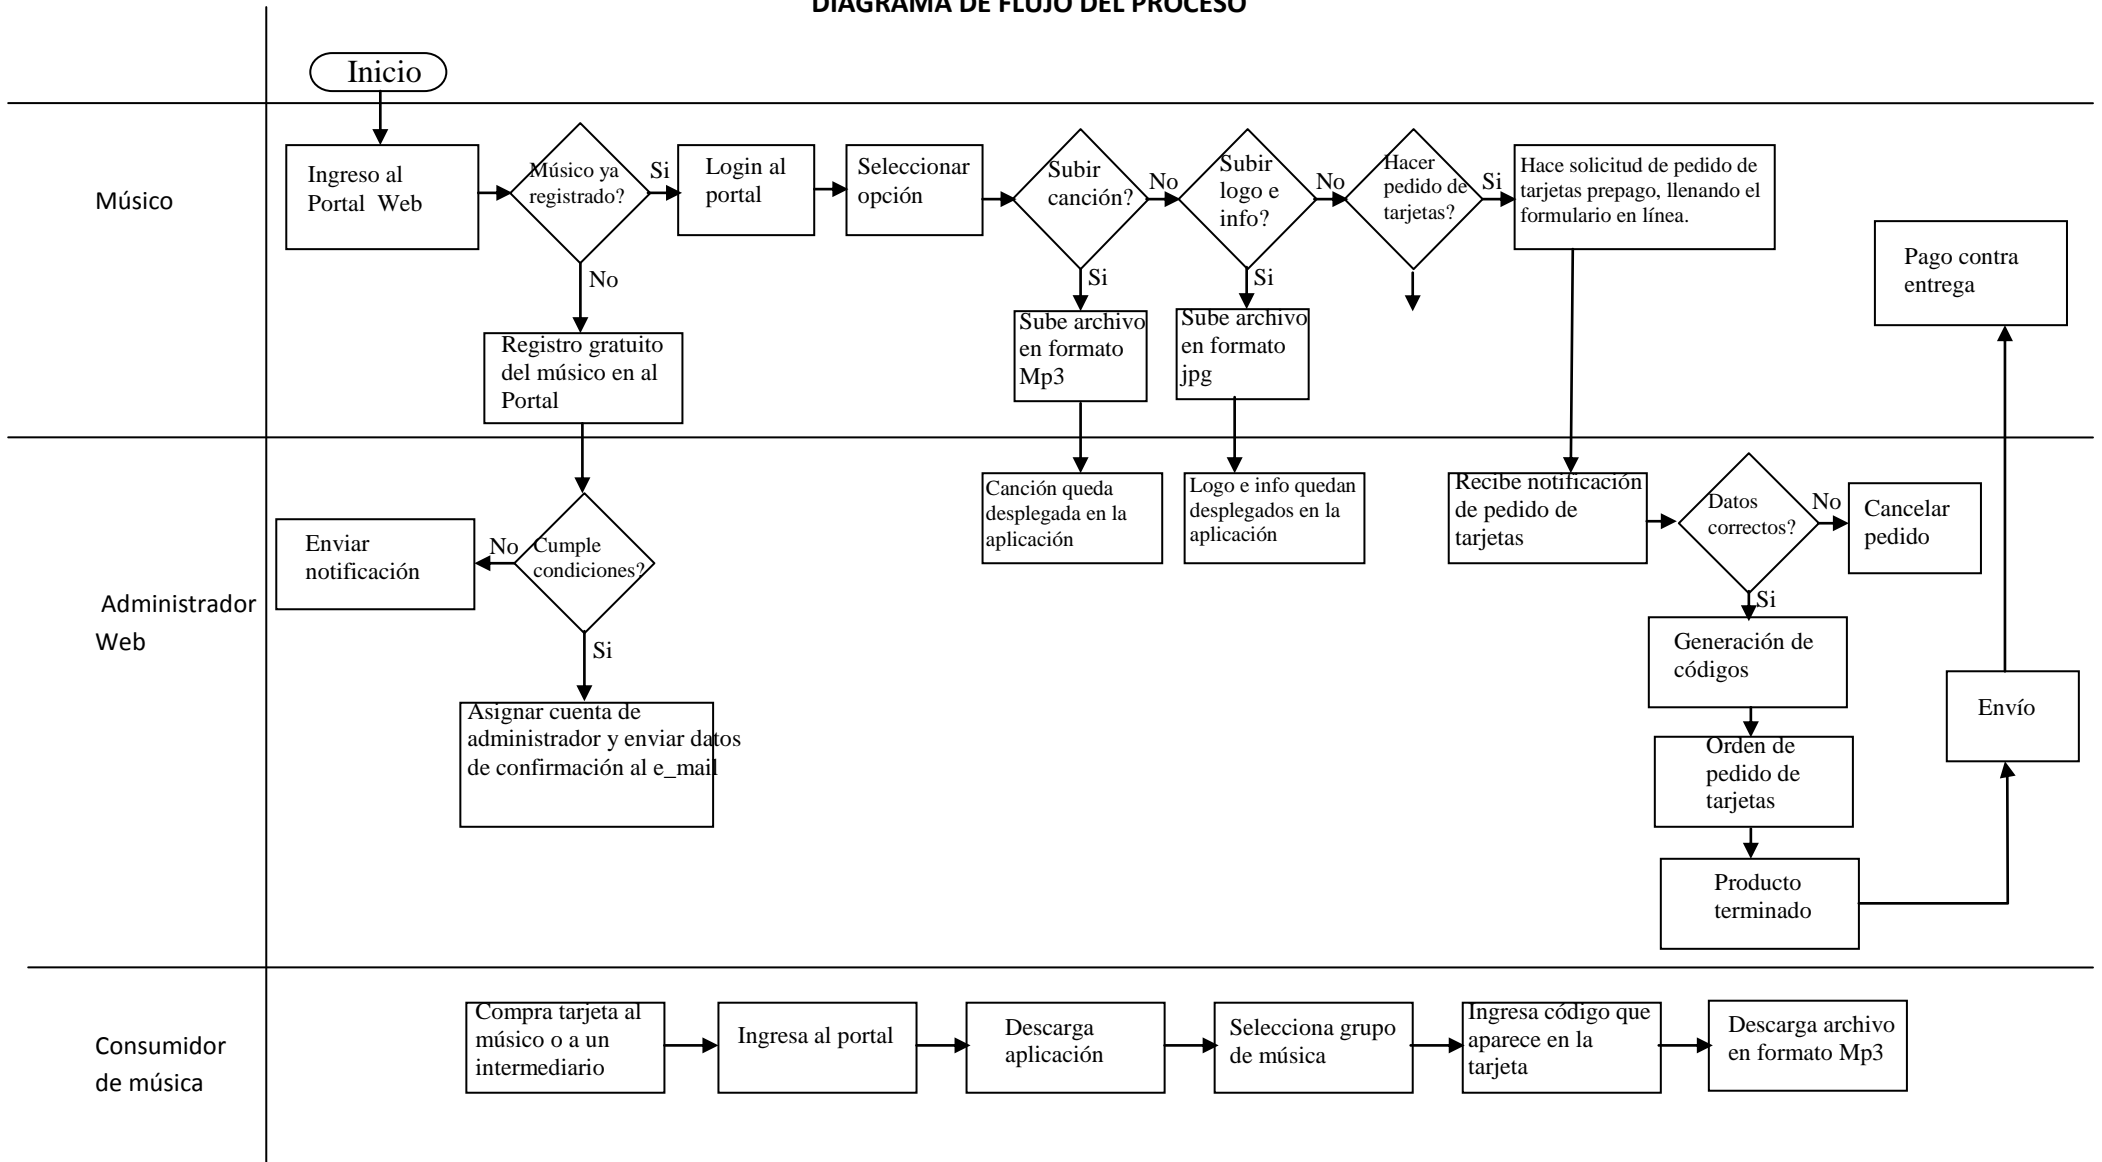 DIAGRAMA DE FLUJO DEL PROCESO
Inicio
Músico
Ingreso al
Portal Web
Músico ya
registrado?
Si
No
Login al
portal
Seleccionar
opción
Subir
canción?
No
Si
Subir
logo e
info?
No
Si
Hacer
pedido de
tarjetas?
Si
Hace solicitud de pedido de
tarjetas prepago, llenando el
formulario en línea.
Pago contra
entrega
Registro gratuito
del músico en al
Portal
Sube archivo
en formato
Mp3
Sube archivo
en formato
jpg
Administrador
Web
Enviar
notificación
No
Cumple
condiciones?
Si
Asignar cuenta de
administrador y enviar datos
de confirmación al e_mail
Canción queda
desplegada en la
aplicación
Logo e info quedan
desplegados en la
aplicación
Recibe notificación
de pedido de
tarjetas
Datos
correctos?
No
Si
Cancelar
pedido
Generación de
códigos
Orden de
pedido de
tarjetas
Producto
terminado
Envío
Consumidor
de música
Compra tarjeta al
músico o a un
intermediario
Ingresa al portal
Descarga
aplicación
Selecciona grupo
de música
Ingresa código que
aparece en la
tarjeta
Descarga archivo
en formato Mp3